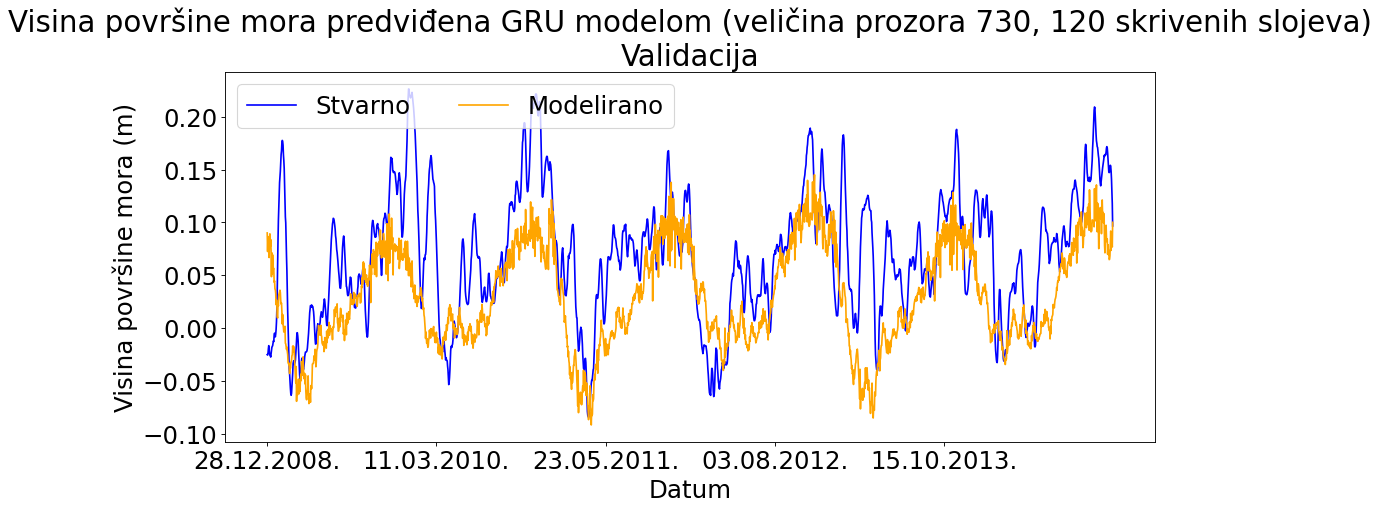 Visina površine mora predviđena GRU modelom (veličina prozora 730, 120 skrivenih slojeva)
Validacija
Stvarno
Modelirano
Visina površine mora (m)
0.20
0.15
0.10
0.05
0.00
−0.05
−0.10
28.12.2008.
11.03.2010.
23.05.2011.
03.08.2012.
15.10.2013.
Datum